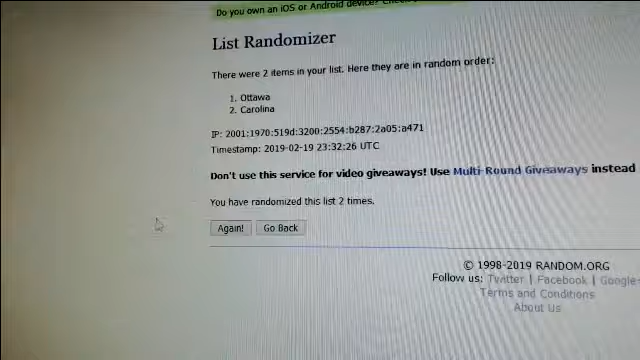 Do you own an iOS or Android device?
List Randomizer
There were 2 items in your list. Here they are in random order:
1. Ottawa
2. Carolina
IP: 2001:1970:519d:3200:2554:b287:2a05:a471
Timestamp: 2019-02-19 23:32:26 UTC
Don't use this service for video giveaways! Use Multi-Round Giveaways instead
You have randomized this list 2 times.
Again! Go Back
© 1998-2019 RANDOM.ORG
Follow us: Twitter | Facebook | Google+
Terms and Conditions
About Us